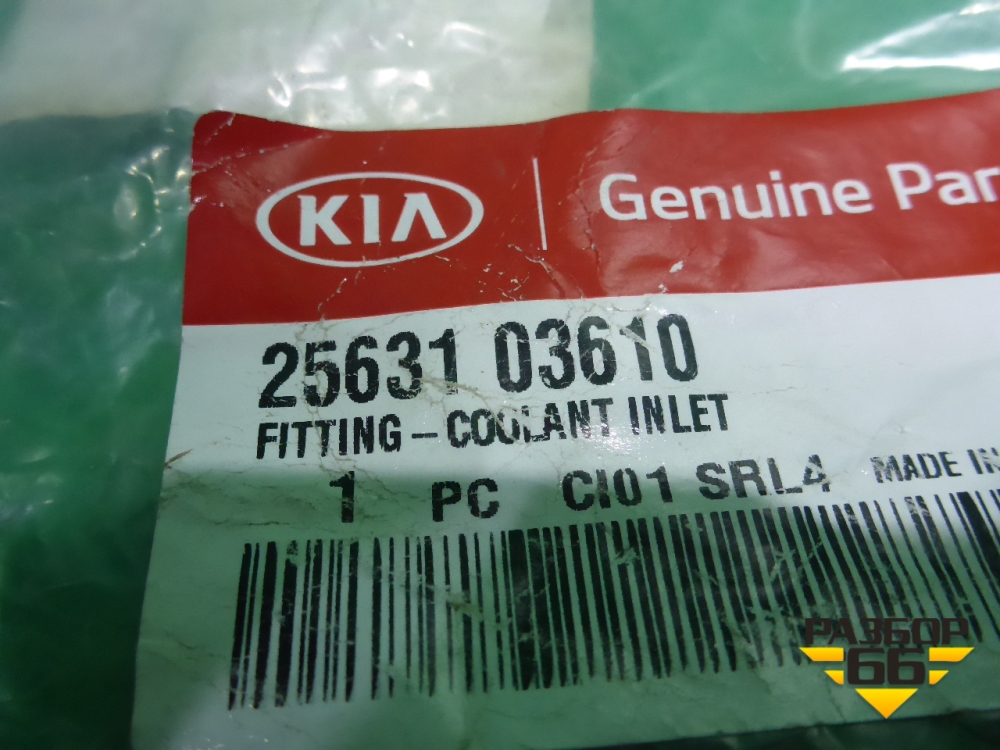 KIA
Genuine Par
25631 03610
FITTING-COOLANT INLET
1 PC CI01 SRL4 MADE IN
РАЗБОР
66